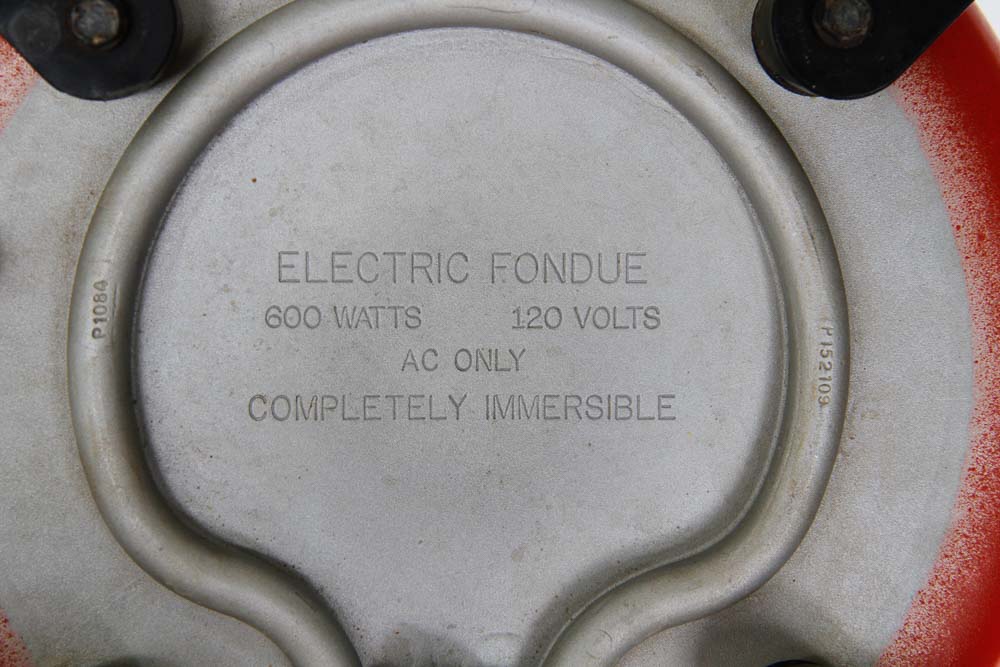 ELECTRIC FONDUE
600 WATTS 120 VOLTS
AC ONLY
COMPLETELY IMMERSIBLE
P1084
P152109